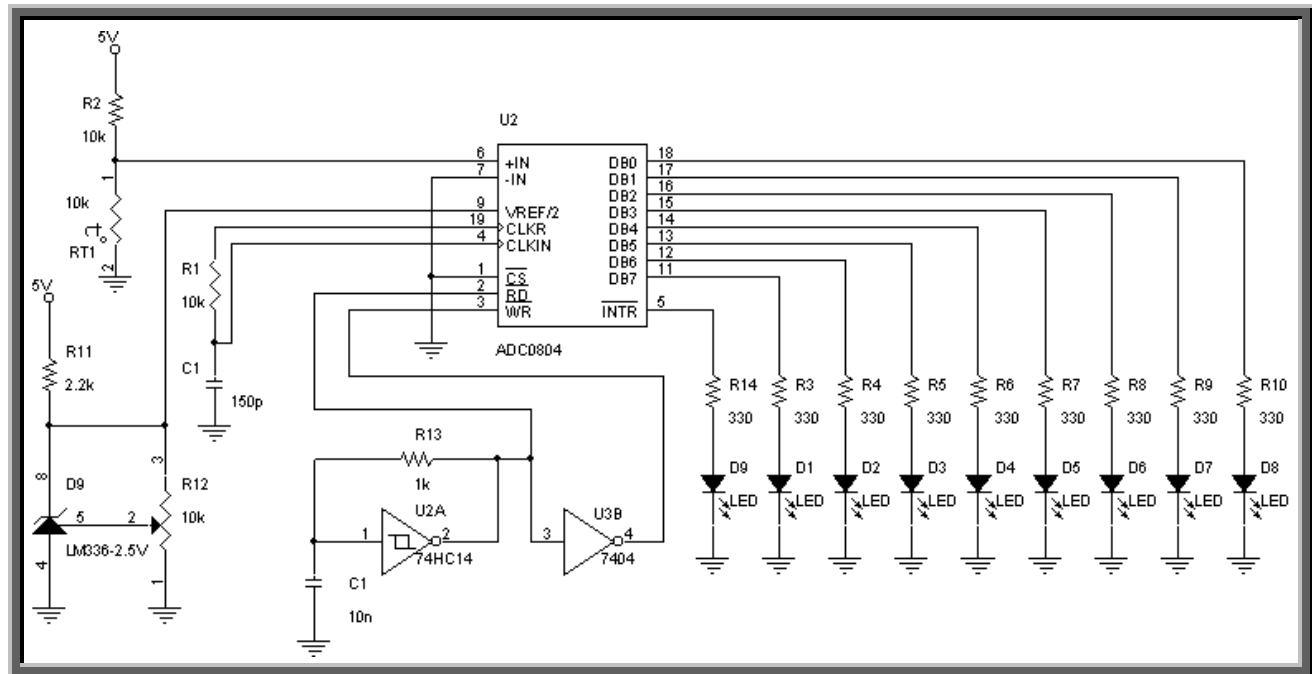 5V
R2
10k
1
10k
t°
RT1
2
5V
R11
2.2k
8
D9
5
LM336-2.5V
4
3
R12
2
10k
1
R1
10k
C1
150p
U2
6 +IN
7 -IN
9 VREF/2
19 CLKR
4 CLKIN
1 CS
2 RD
3 WR
DB0 18
DB1 17
DB2 16
DB3 15
DB4 14
DB5 13
DB6 12
DB7 11
INTR 5
ADC0804
R13
1k
U2A
1
2
74HC14
C1
10n
U3B
3
4
7404
R14 R3 R4 R5 R6 R7 R8 R9 R10
330 330 330 330 330 330 330 330 330
D9 D1 D2 D3 D4 D5 D6 D7 D8
LED LED LED LED LED LED LED LED LED